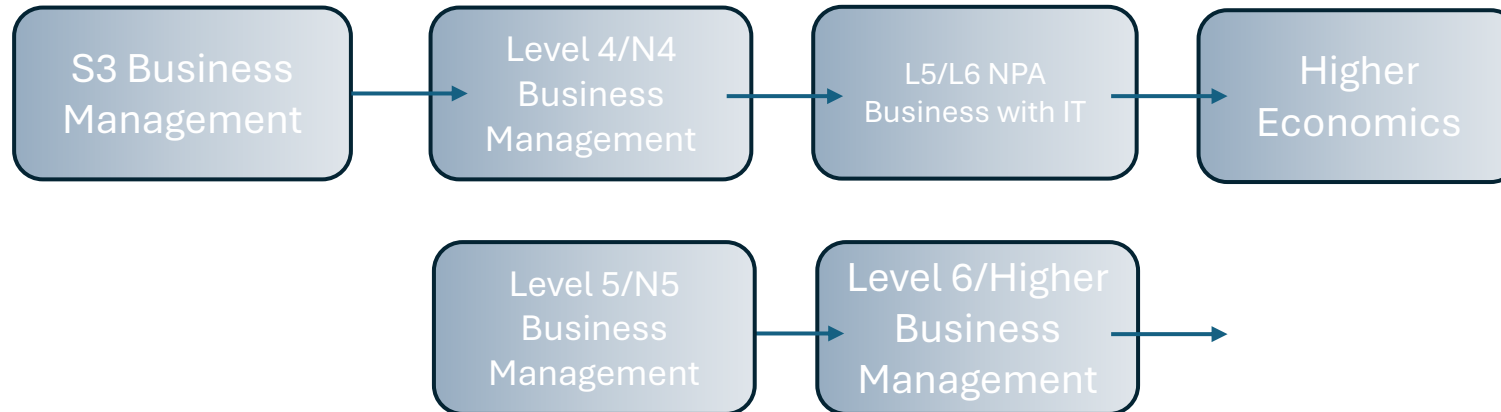 S3 Business
Management
Level 4/N4
Business
Management
L5/L6 NPA
Business with IT
Higher
Economics
Level 5/N5
Business
Management
Level 6/Higher
Business
Management